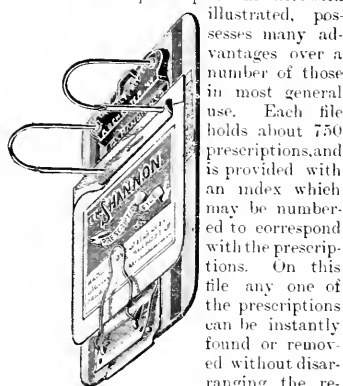 illustrated, pos-
sesses many ad-
vantages over a
number of those
in most general
use. Each file
holds about 750
prescriptions, and
is provided with
an index which
may be number-
ed to correspond
with the prescrip-
tions. On this
file any one of
the prescriptions
can be instantly
found or remov-
ed without disar-
ranging the re-
SHANNON